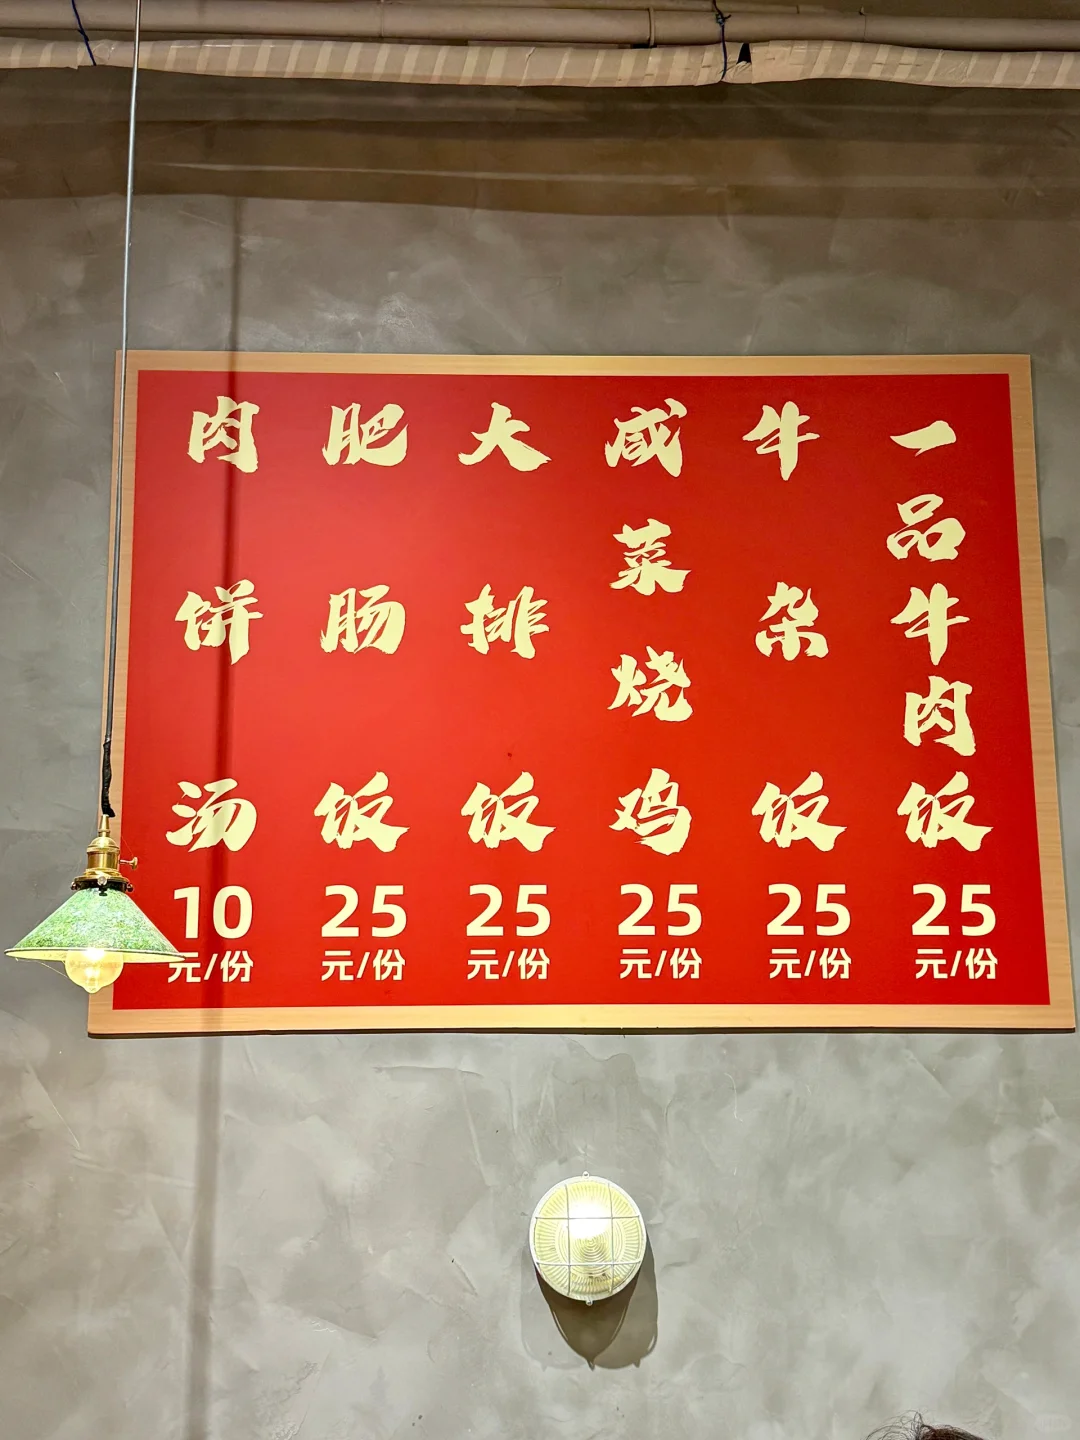 肉饼汤
10
元/份
肥肠饭
25
元/份
大排饭
25
元/份
咸菜烧鸡
25
元/份
牛杂饭
25
元/份
一品牛肉饭
25
元/份